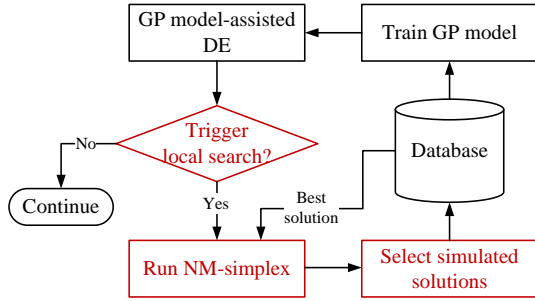 GP model-assisted
DE
Train GP model
Trigger
local search?
No
Database
Continue
Yes
Best
solution
Run NM-simplex
Select simulated
solutions